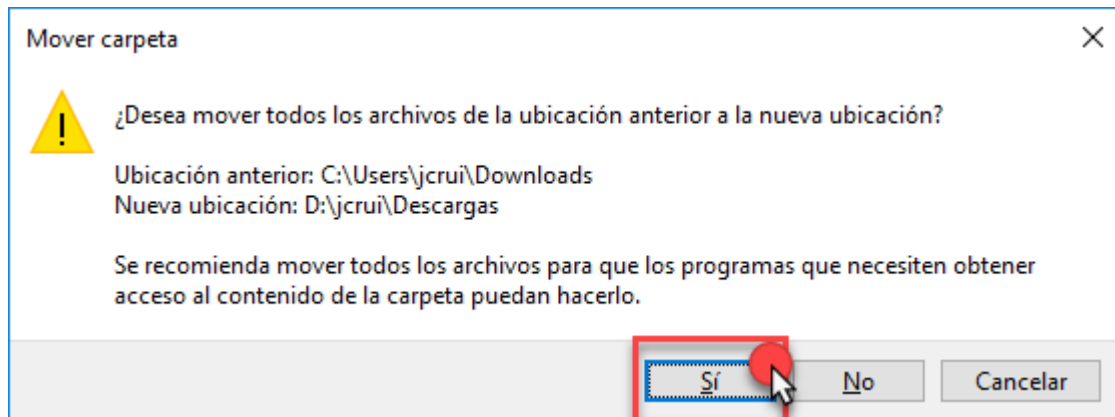 Mover carpeta
¿Desea mover todos los archivos de la ubicación anterior a la nueva ubicación?
Ubicación anterior: C:\Users\jcrui\Downloads
Nueva ubicación: D:\jcrui\Descargas
Se recomienda mover todos los archivos para que los programas que necesiten obtener
acceso al contenido de la carpeta puedan hacerlo.
Sí No Cancelar